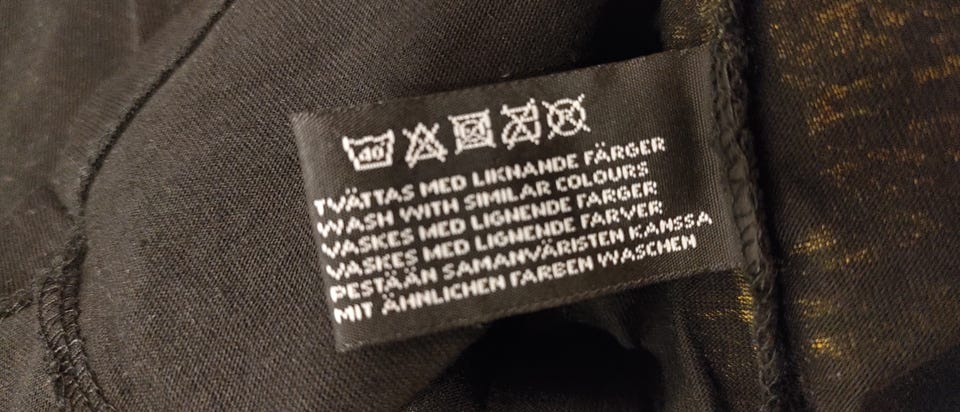 40
TVÄTTAS MED LIKNANDE FÄRGER
WASH WITH SIMILAR COLOURS
VASKES MED LIGNENDE FARGER
VASKES MED LIGNENDE FARVER
PESTÄÄN SAMANVÄRISTEN KANSSA
MIT ÄHNLICHEN FARBEN WASCHEN